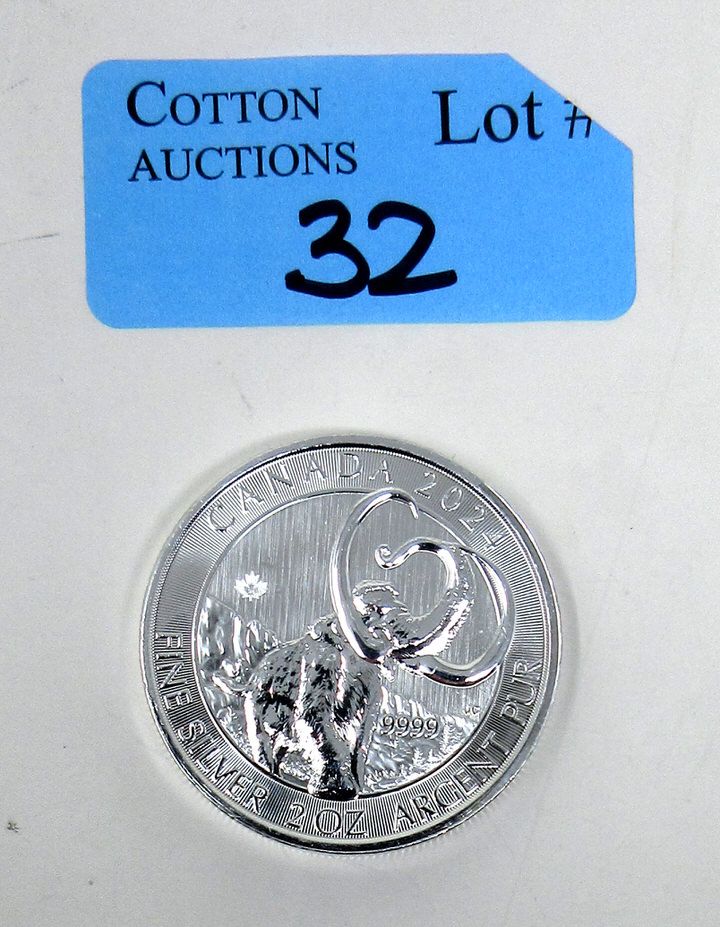 COTTON
AUCTIONS
Lot #
32
CANADA 2024
9999
FINE SILVER 2 OZ ARGENT PUR